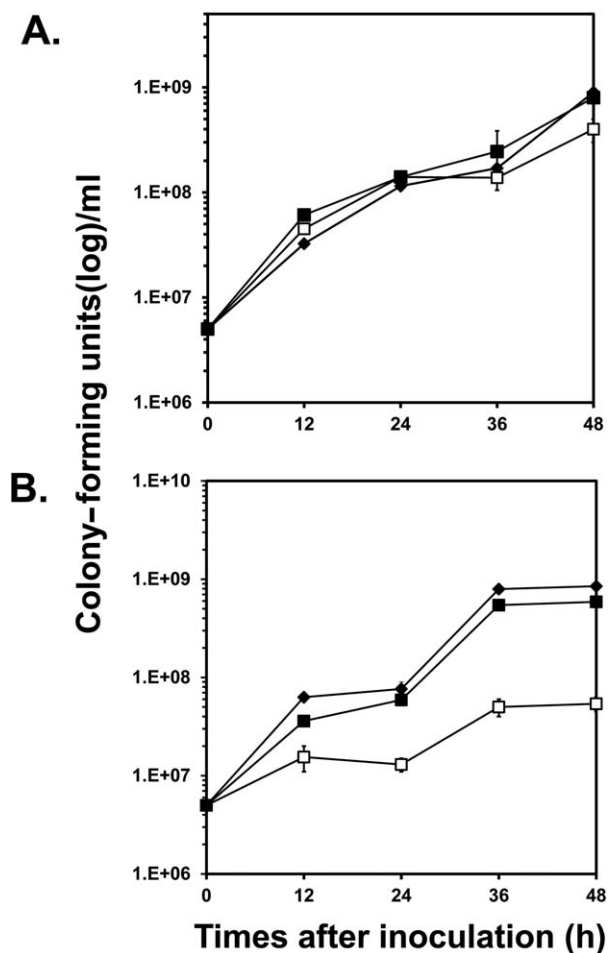 A.
1.E+09
1.E+08
1.E+07
1.E+06
0 12 24 36 48
Colony-forming units(log)/ml
B.
1.E+10
1.E+09
1.E+08
1.E+07
1.E+06
0 12 24 36 48
Times after inoculation (h)